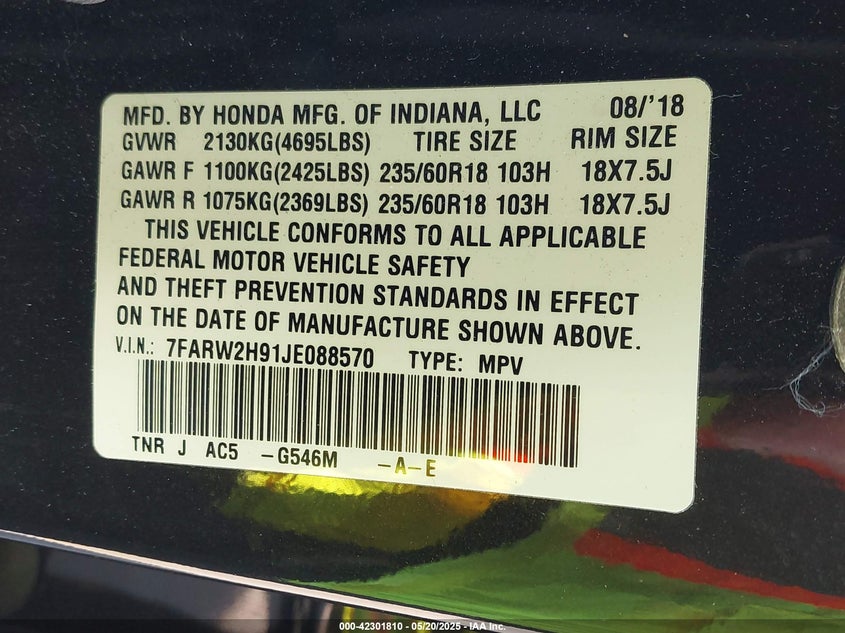 MFD. BY HONDA MFG. OF INDIANA, LLC 08/'18
GVWR 2130KG(4695LBS) TIRE SIZE RIM SIZE
GAWR F 1100KG(2425LBS) 235/60R18 103H 18X7.5J
GAWR R 1075KG(2369LBS) 235/60R18 103H 18X7.5J
THIS VEHICLE CONFORMS TO ALL APPLICABLE
FEDERAL MOTOR VEHICLE SAFETY
AND THEFT PREVENTION STANDARDS IN EFFECT
ON THE DATE OF MANUFACTURE SHOWN ABOVE.
V.I.N.: 7FARW2H91JE088570 TYPE: MPV
TNR J AC5 -G546M -A-E
000-42301810 - 05/20/2025 - IAA Inc.